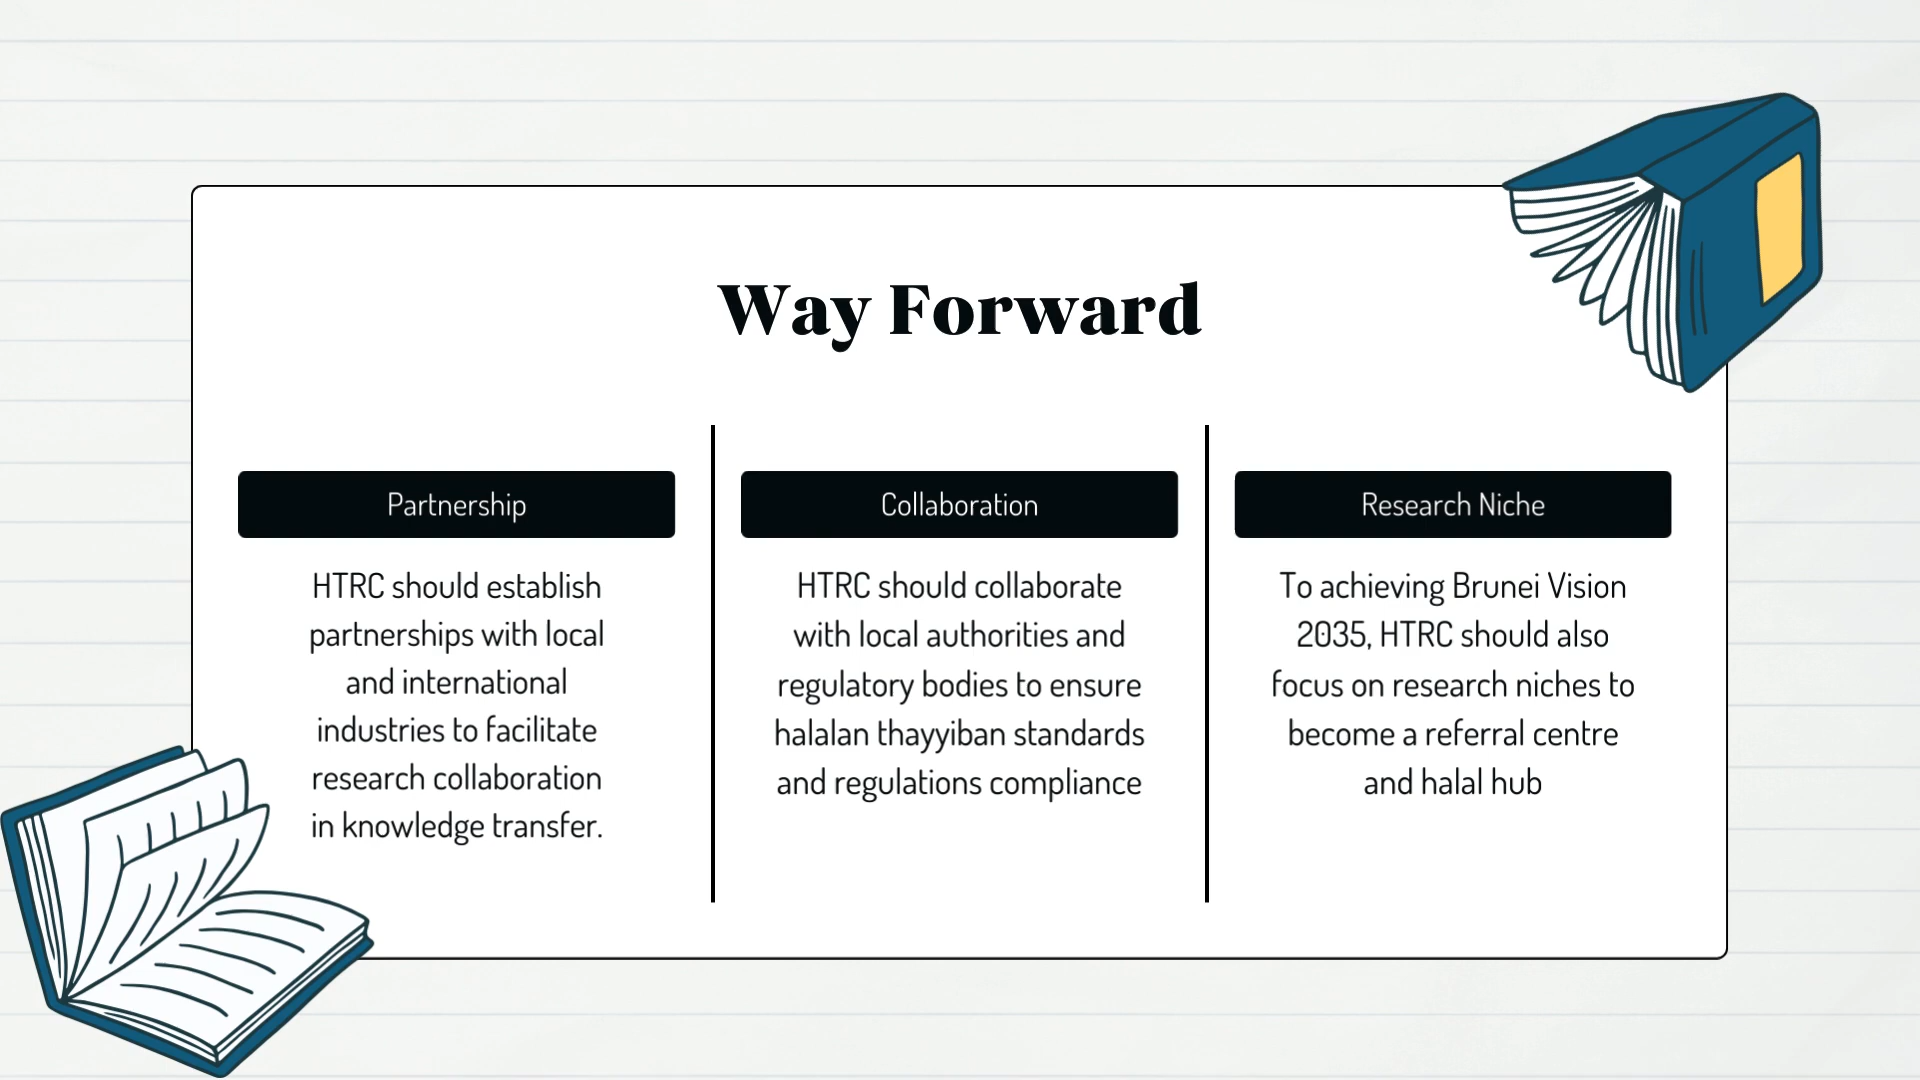 Way Forward
Partnership
HTRC should establish
partnerships with local
and international
industries to facilitate
research collaboration
in knowledge transfer.
Collaboration
HTRC should collaborate
with local authorities and
regulatory bodies to ensure
halalan thayyiban standards
and regulations compliance
Research Niche
To achieving Brunei Vision
2035, HTRC should also
focus on research niches to
become a referral centre
and halal hub